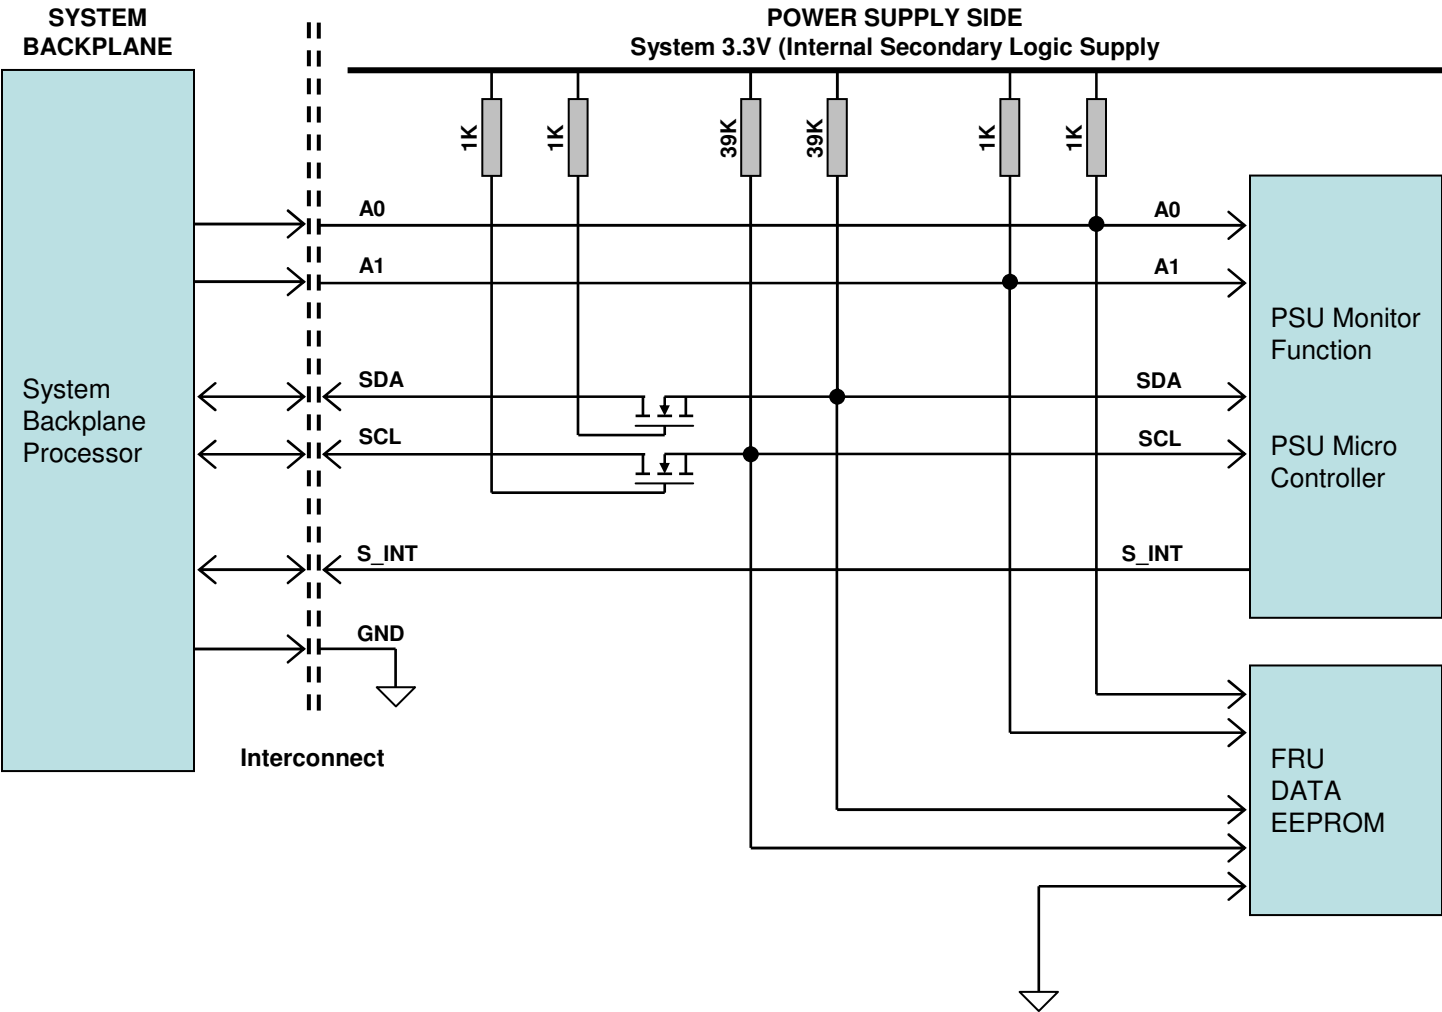 SYSTEM
BACKPLANE
POWER SUPPLY SIDE
System 3.3V (Internal Secondary Logic Supply
1K
1K
39K
39K
1K
1K
A0
A0
A1
A1
SDA
SDA
SCL
SCL
S_INT
S_INT
GND
System
Backplane
Processor
PSU Monitor
Function
PSU Micro
Controller
Interconnect
FRU
DATA
EEPROM